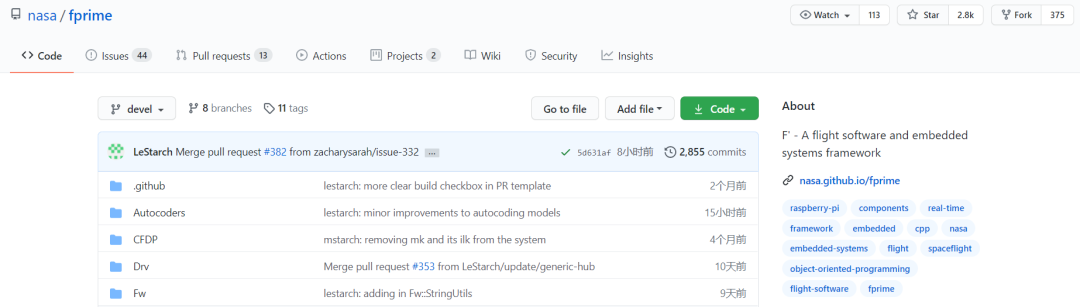 nasa / fprime
Watch 113 Star 2.8k Fork 375
Code Issues 44 Pull requests 13 Actions Projects 2 Wiki Security Insights
devel 8 branches 11 tags Go to file Add file Code
LeStarch Merge pull request #382 from zacharysarah/issue-332 ... 5d631af 8小时前 2,855 commits
.github lestarch: more clear build checkbox in PR template 2个月前
Autocoders lestarch: minor improvements to autocoding models 15小时前
CFDP mstarch: removing mk and its ilk from the system 4个月前
Drv Merge pull request #353 from LeStarch/update/generic-hub 10天前
Fw lestarch: adding in Fw::StringUtils 9天前
About
F' - A flight software and embedded
systems framework
nasa.github.io/fprime
raspberry-pi components real-time
framework embedded cpp nasa
embedded-systems flight spaceflight
object-oriented-programming
flight-software fprime